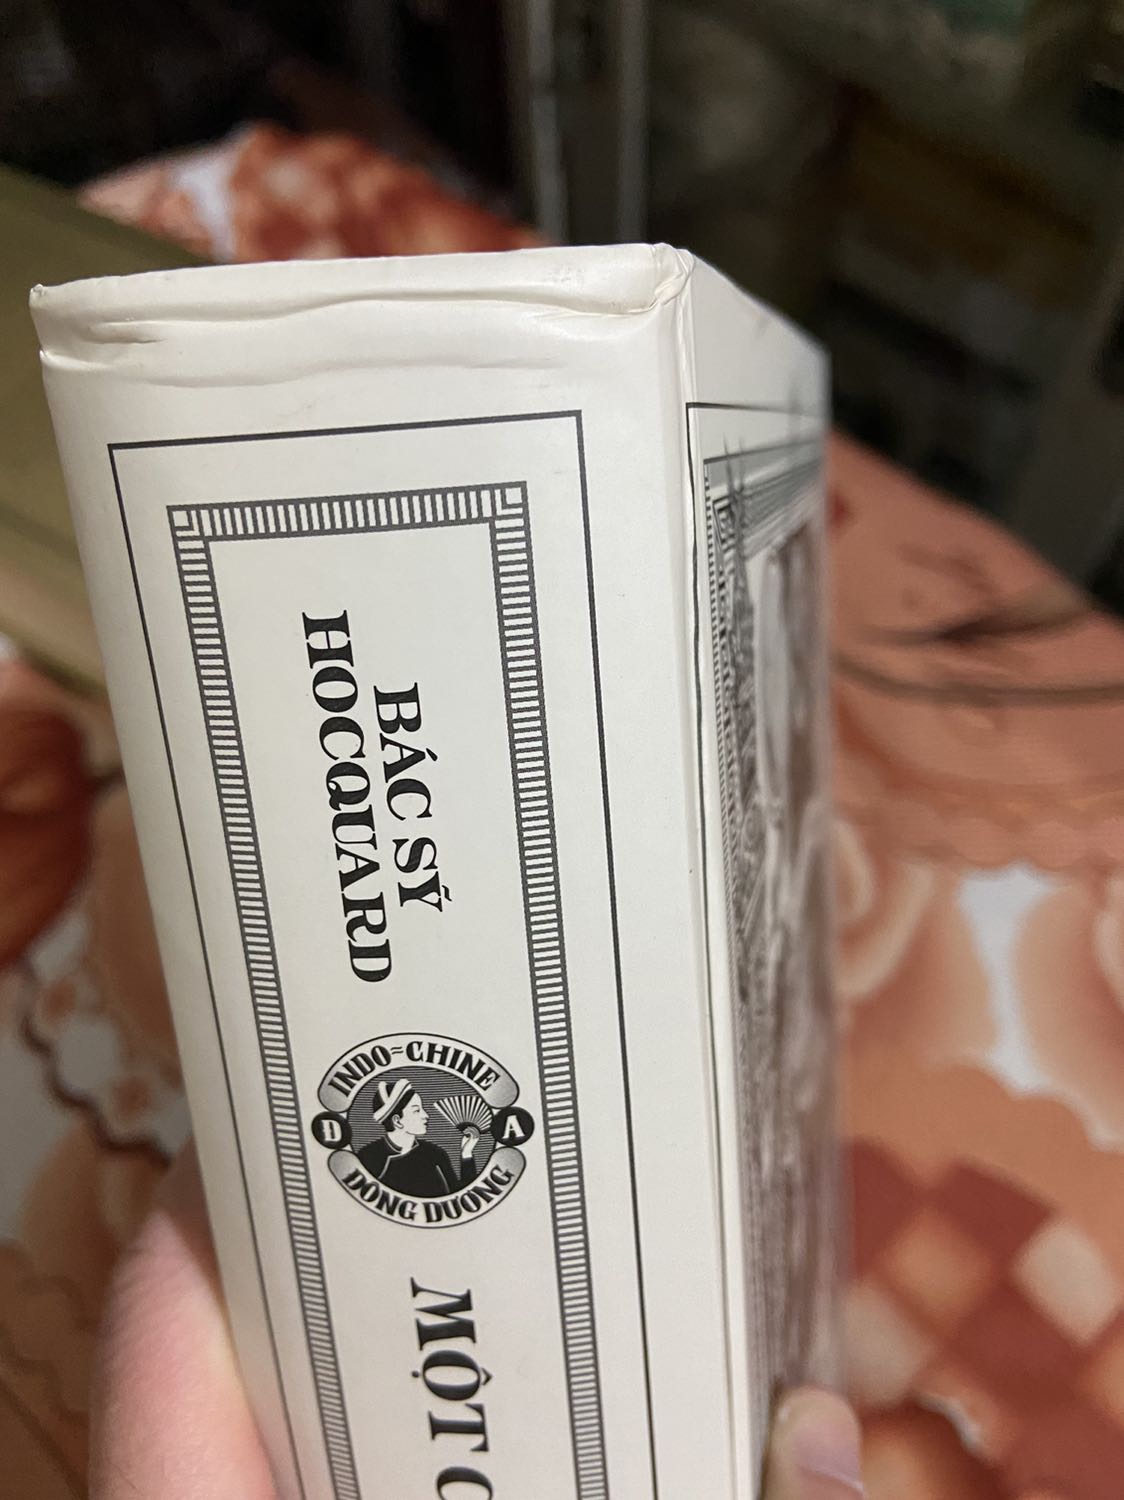 BÁC SỸ
HOCQUARD
INDO=CHINE
Đ A
ĐÔNG DƯƠNG
MỘT